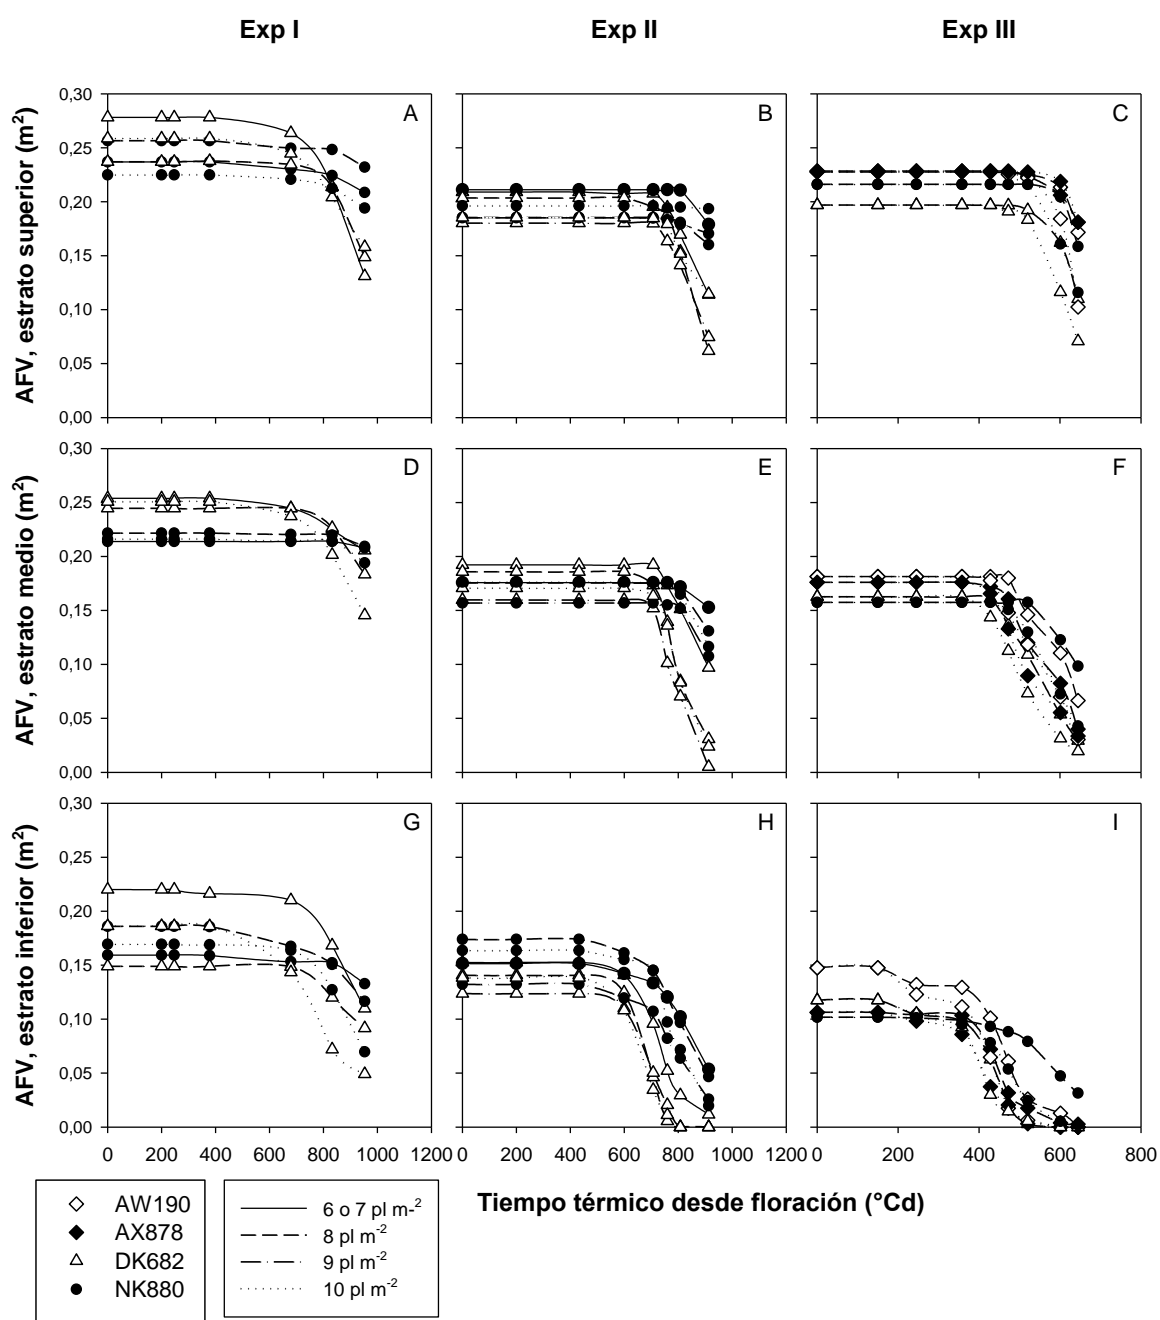 Exp I Exp II Exp III
AFV, estrato superior (m²)
0,30
0,25
0,20
0,15
0,10
0,05
0,00
A
B
C
AFV, estrato medio (m²)
0,30
0,25
0,20
0,15
0,10
0,05
0,00
D
E
F
AFV, estrato inferior (m²)
0,30
0,25
0,20
0,15
0,10
0,05
0,00
G
H
I
0 200 400 600 800 1000 1200
0 200 400 600 800 1000 1200
0 200 400 600 800
Tiempo térmico desde floración (°Cd)
AW190
AX878
DK682
NK880
6 o 7 pl m-²
8 pl m⁻²
9 pl m⁻²
10 pl m⁻²